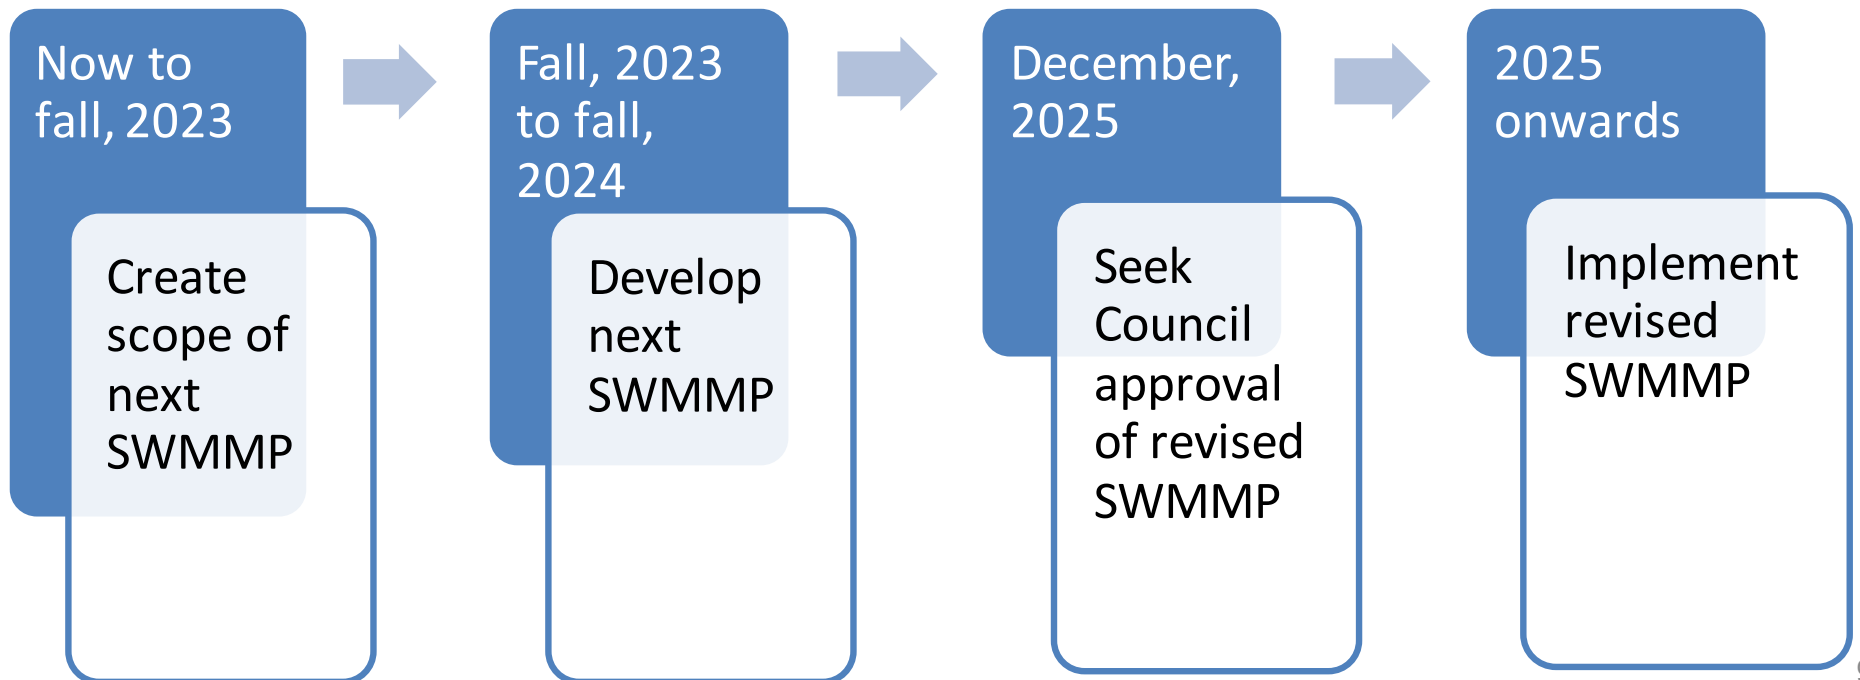 Now to
fall, 2023
Create
scope of
next
SWMMP
Fall, 2023
to fall,
2024
Develop
next
SWMMP
December,
2025
Seek
Council
approval
of revised
SWMMP
2025
onwards
Implement
revised
SWMMP